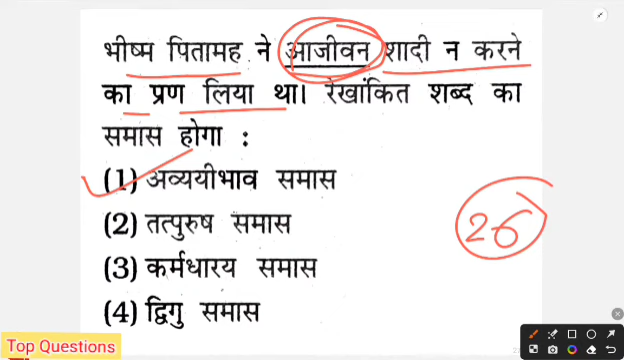 भीष्म पितामह ने आजीवन शादी न करने
का प्रण लिया था। रेखांकित शब्द का
समास होगा :
(1) अव्ययीभाव समास
(2) तत्पुरुष समास
(3) कर्मधारय समास
(4) द्विगु समास
26
Top Questions